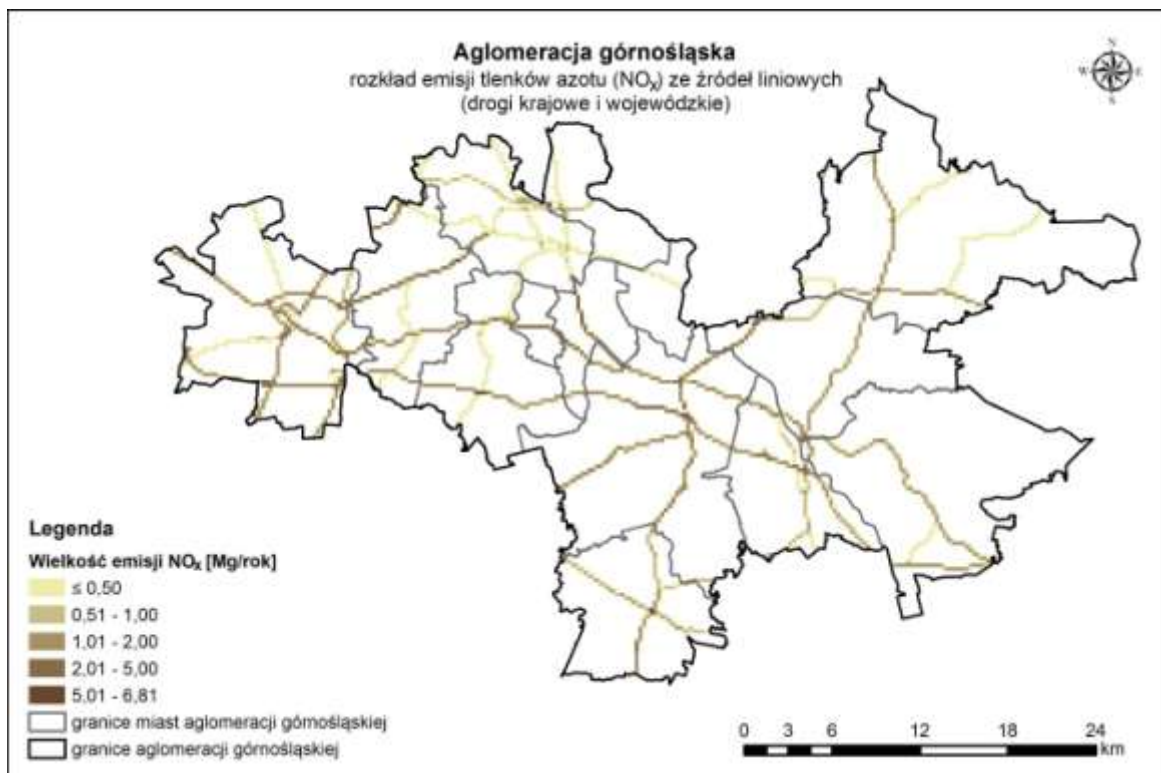 Aglomeracja górnośląska
rozkład emisji tlenków azotu (NOx) ze źródeł liniowych
(drogi krajowe i wojewódzkie)
N
W E
S
Legenda
Wielkość emisji NOx [Mg/rok]
≤ 0,50
0,51 - 1,00
1,01 - 2,00
2,01 - 5,00
5,01 - 6,81
granice miast aglomeracji górnośląskiej
granice aglomeracji górnośląskiej
0 3 6 12 18 24
km